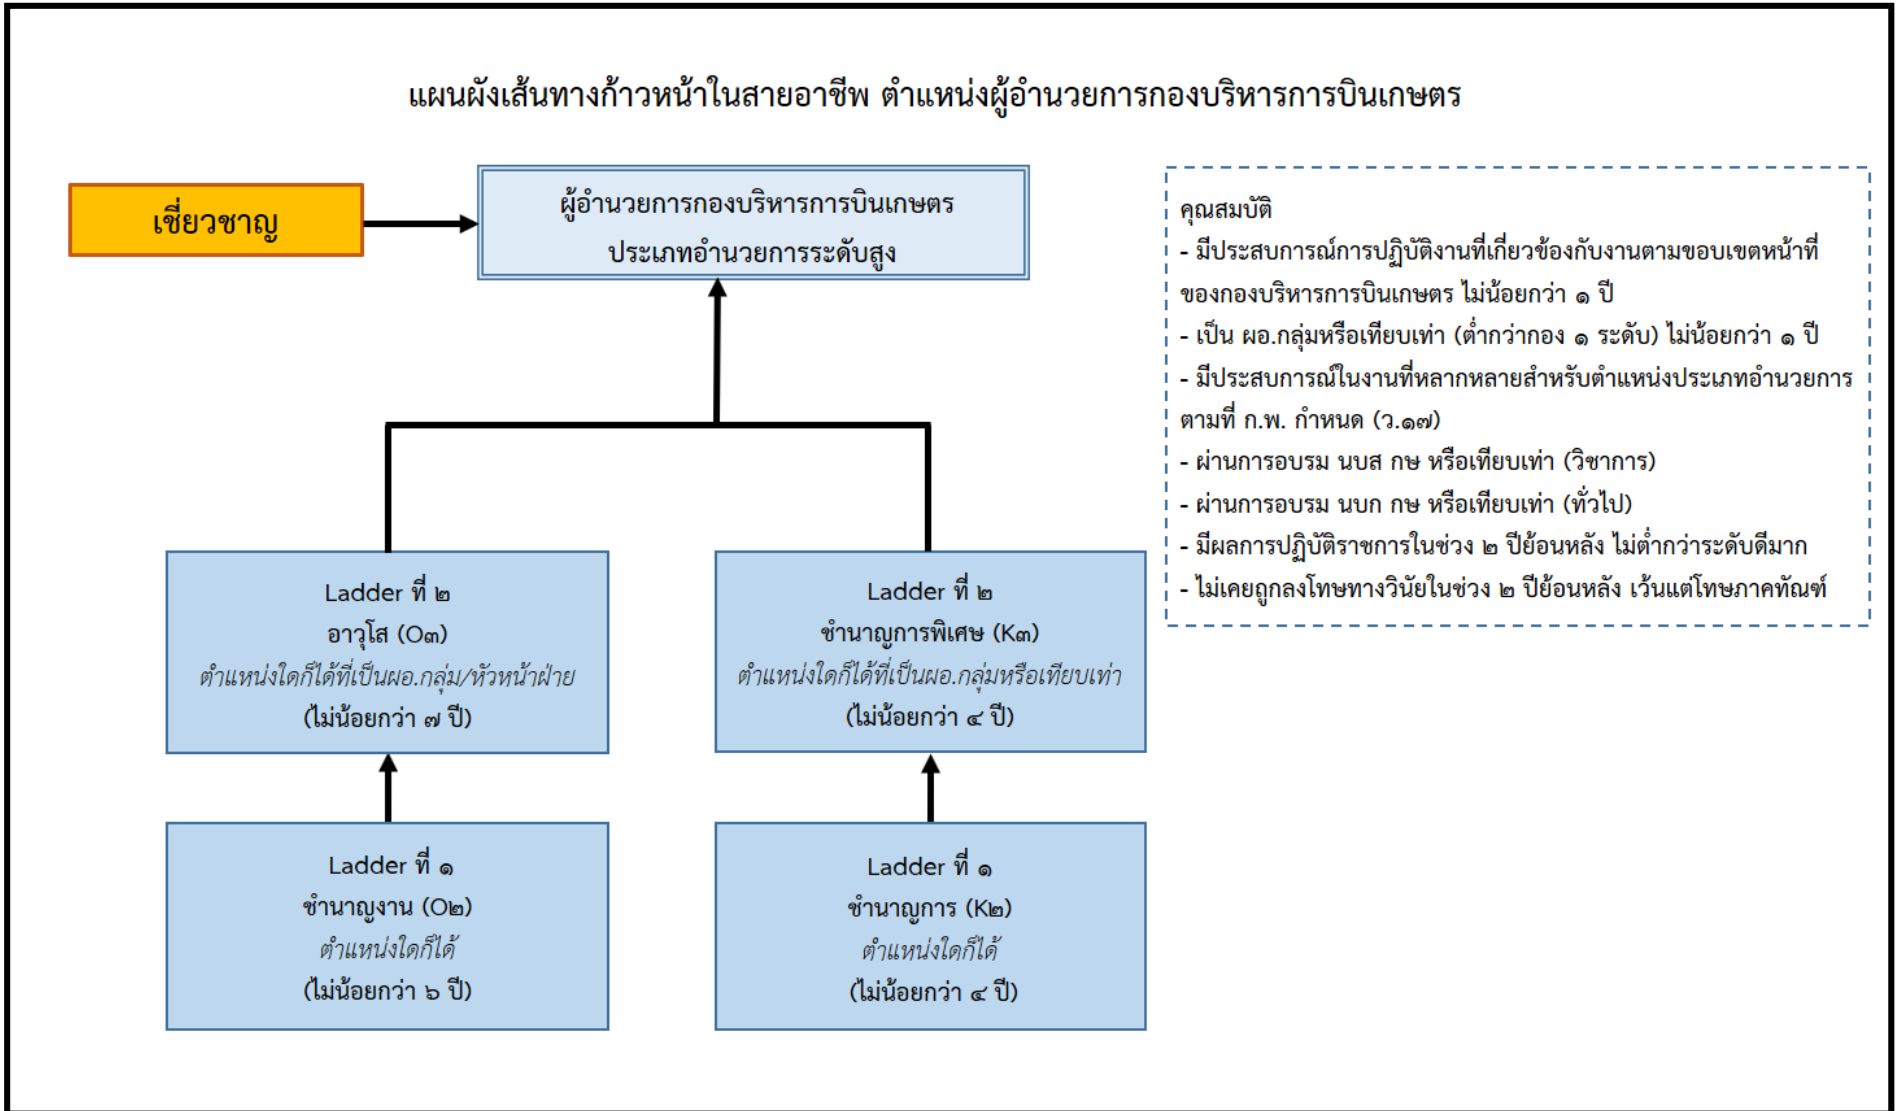 แผนผังเส้นทางก้าวหน้าในสายอาชีพ ตำแหน่งผู้อำนวยการกองบริหารการบินเกษตร
เชี่ยวชาญ
ผู้อำนวยการกองบริหารการบินเกษตร
ประเภทอำนวยการระดับสูง
คุณสมบัติ
- มีประสบการณ์การปฏิบัติงานที่เกี่ยวข้องกับงานตามขอบเขตหน้าที่
ของกองบริหารการบินเกษตร ไม่น้อยกว่า ๑ ปี
- เป็น ผอ.กลุ่มหรือเทียบเท่า (ต่ำกว่ากอง ๑ ระดับ) ไม่น้อยกว่า ๑ ปี
- มีประสบการณ์ในงานที่หลากหลายสำหรับตำแหน่งประเภทอำนวยการ
ตามที่ ก.พ. กำหนด (ว.๑๗)
- ผ่านการอบรม นบส กษ หรือเทียบเท่า (วิชาการ)
- ผ่านการอบรม นบก กษ หรือเทียบเท่า (ทั่วไป)
- มีผลการปฏิบัติราชการในช่วง ๒ ปีย้อนหลัง ไม่ต่ำกว่าระดับดีมาก
- ไม่เคยถูกลงโทษทางวินัยในช่วง ๒ ปีย้อนหลัง เว้นแต่โทษภาคทัณฑ์
Ladder ที่ ๒
อาวุโส (O๓)
ตำแหน่งใดก็ได้ที่เป็นผอ.กลุ่ม/หัวหน้าฝ่าย
(ไม่น้อยกว่า ๗ ปี)
Ladder ที่ ๒
ชำนาญการพิเศษ (K๓)
ตำแหน่งใดก็ได้ที่เป็นผอ.กลุ่มหรือเทียบเท่า
(ไม่น้อยกว่า ๔ ปี)
Ladder ที่ ๑
ชำนาญงาน (O๒)
ตำแหน่งใดก็ได้
(ไม่น้อยกว่า ๖ ปี)
Ladder ที่ ๑
ชำนาญการ (K๒)
ตำแหน่งใดก็ได้
(ไม่น้อยกว่า ๔ ปี)